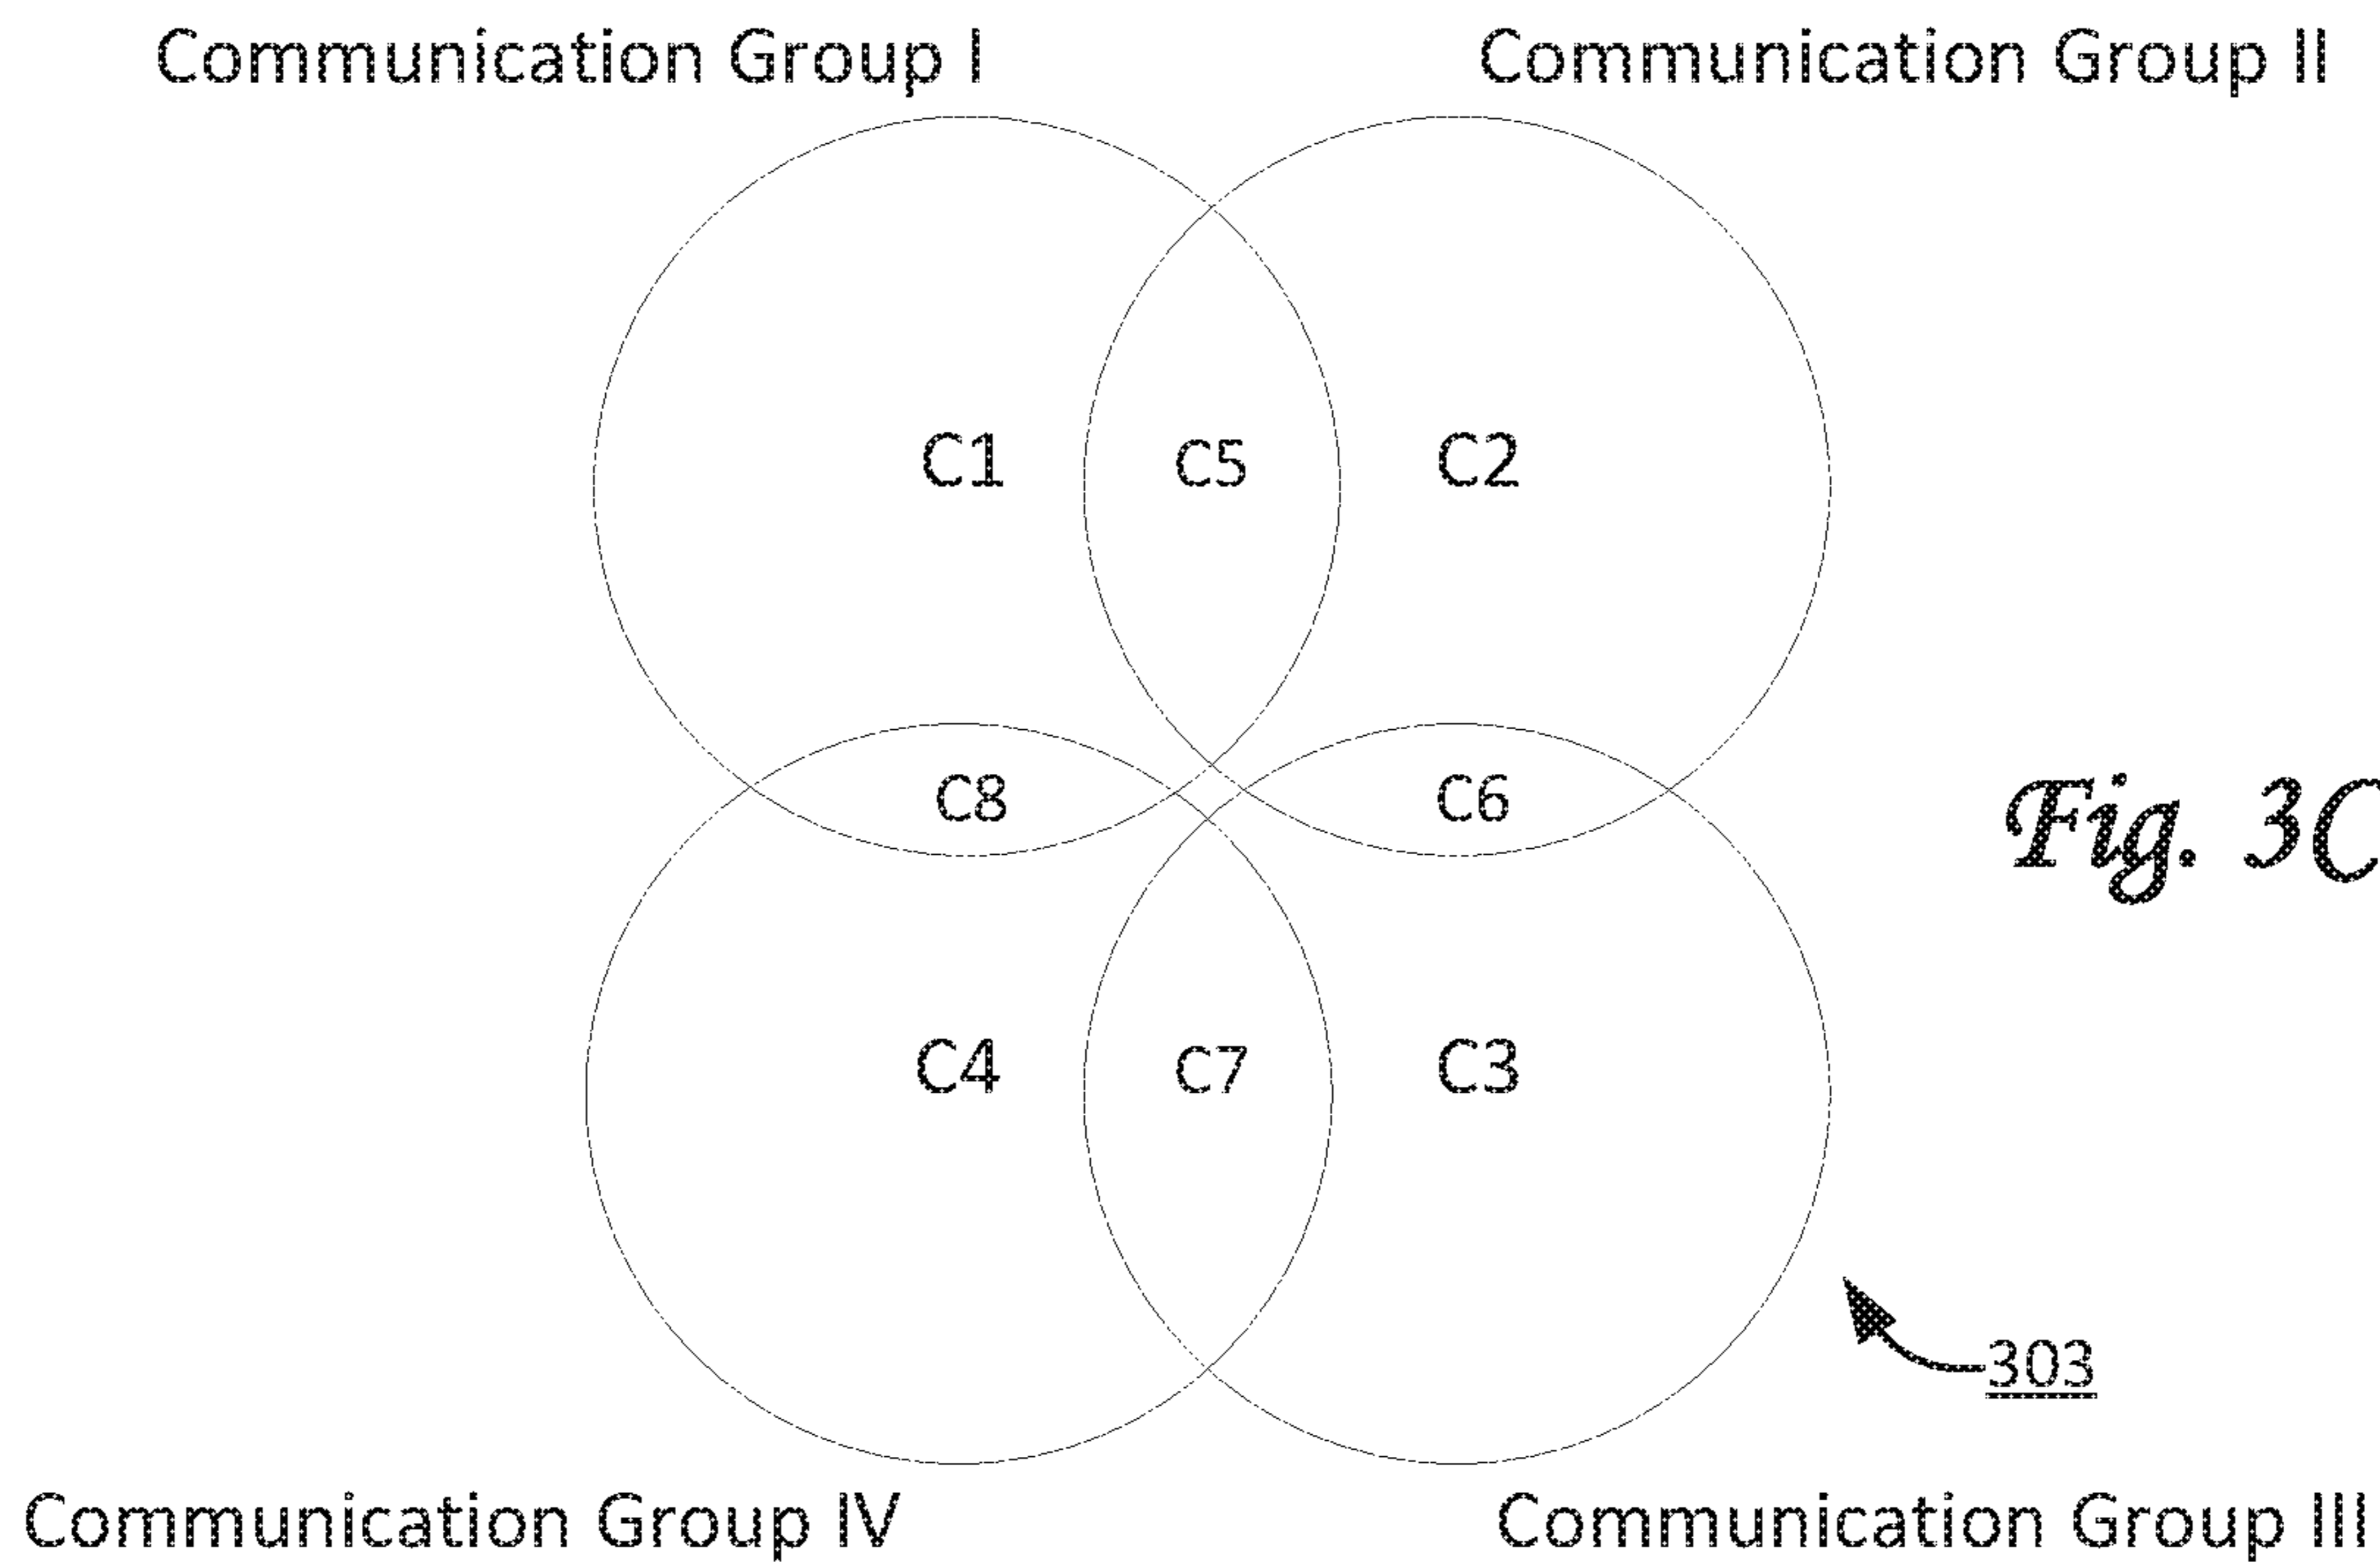 Communication Group I
Communication Group II
C1
C5
C2
C8
C6
Fig. 3C
C4
C7
C3
303
Communication Group IV
Communication Group III